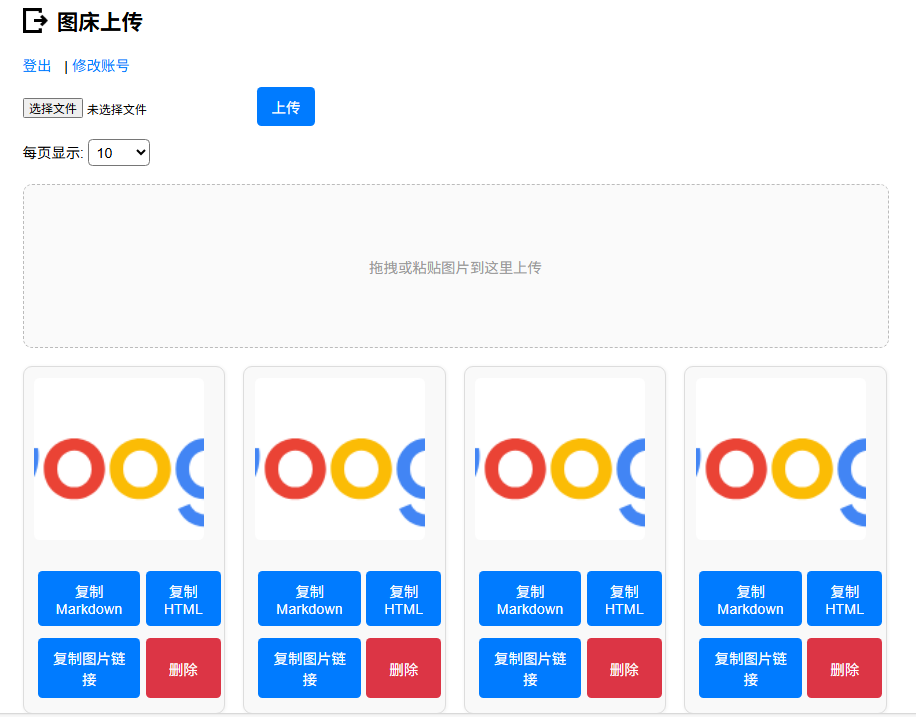 图床上传
登出 | 修改账号
选择文件 未选择文件 上传
每页显示: 10
拖拽或粘贴图片到这里上传
oog oog oog oog
复制 复制 复制 复制 复制 复制 复制 复制
Markdown HTML Markdown HTML Markdown HTML Markdown HTML
复制图片链 删除 复制图片链 删除 复制图片链 删除 复制图片链 删除
接 接 接 接